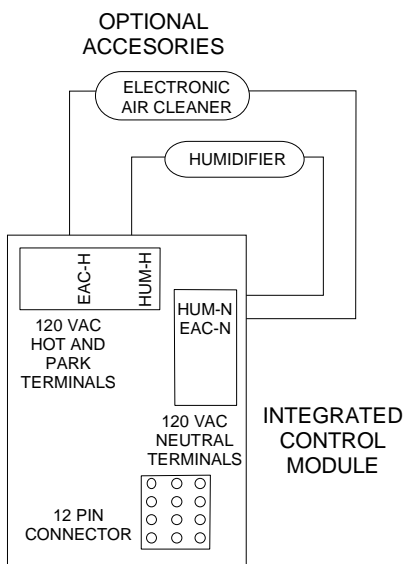 OPTIONAL
ACCESORIES
ELECTRONIC
AIR CLEANER
HUMIDIFIER
EAC-H
HUM-H
HUM-N
EAC-N
120 VAC
HOT AND
PARK
TERMINALS
120 VAC
NEUTRAL
TERMINALS
INTEGRATED
CONTROL
MODULE
12 PIN
CONNECTOR